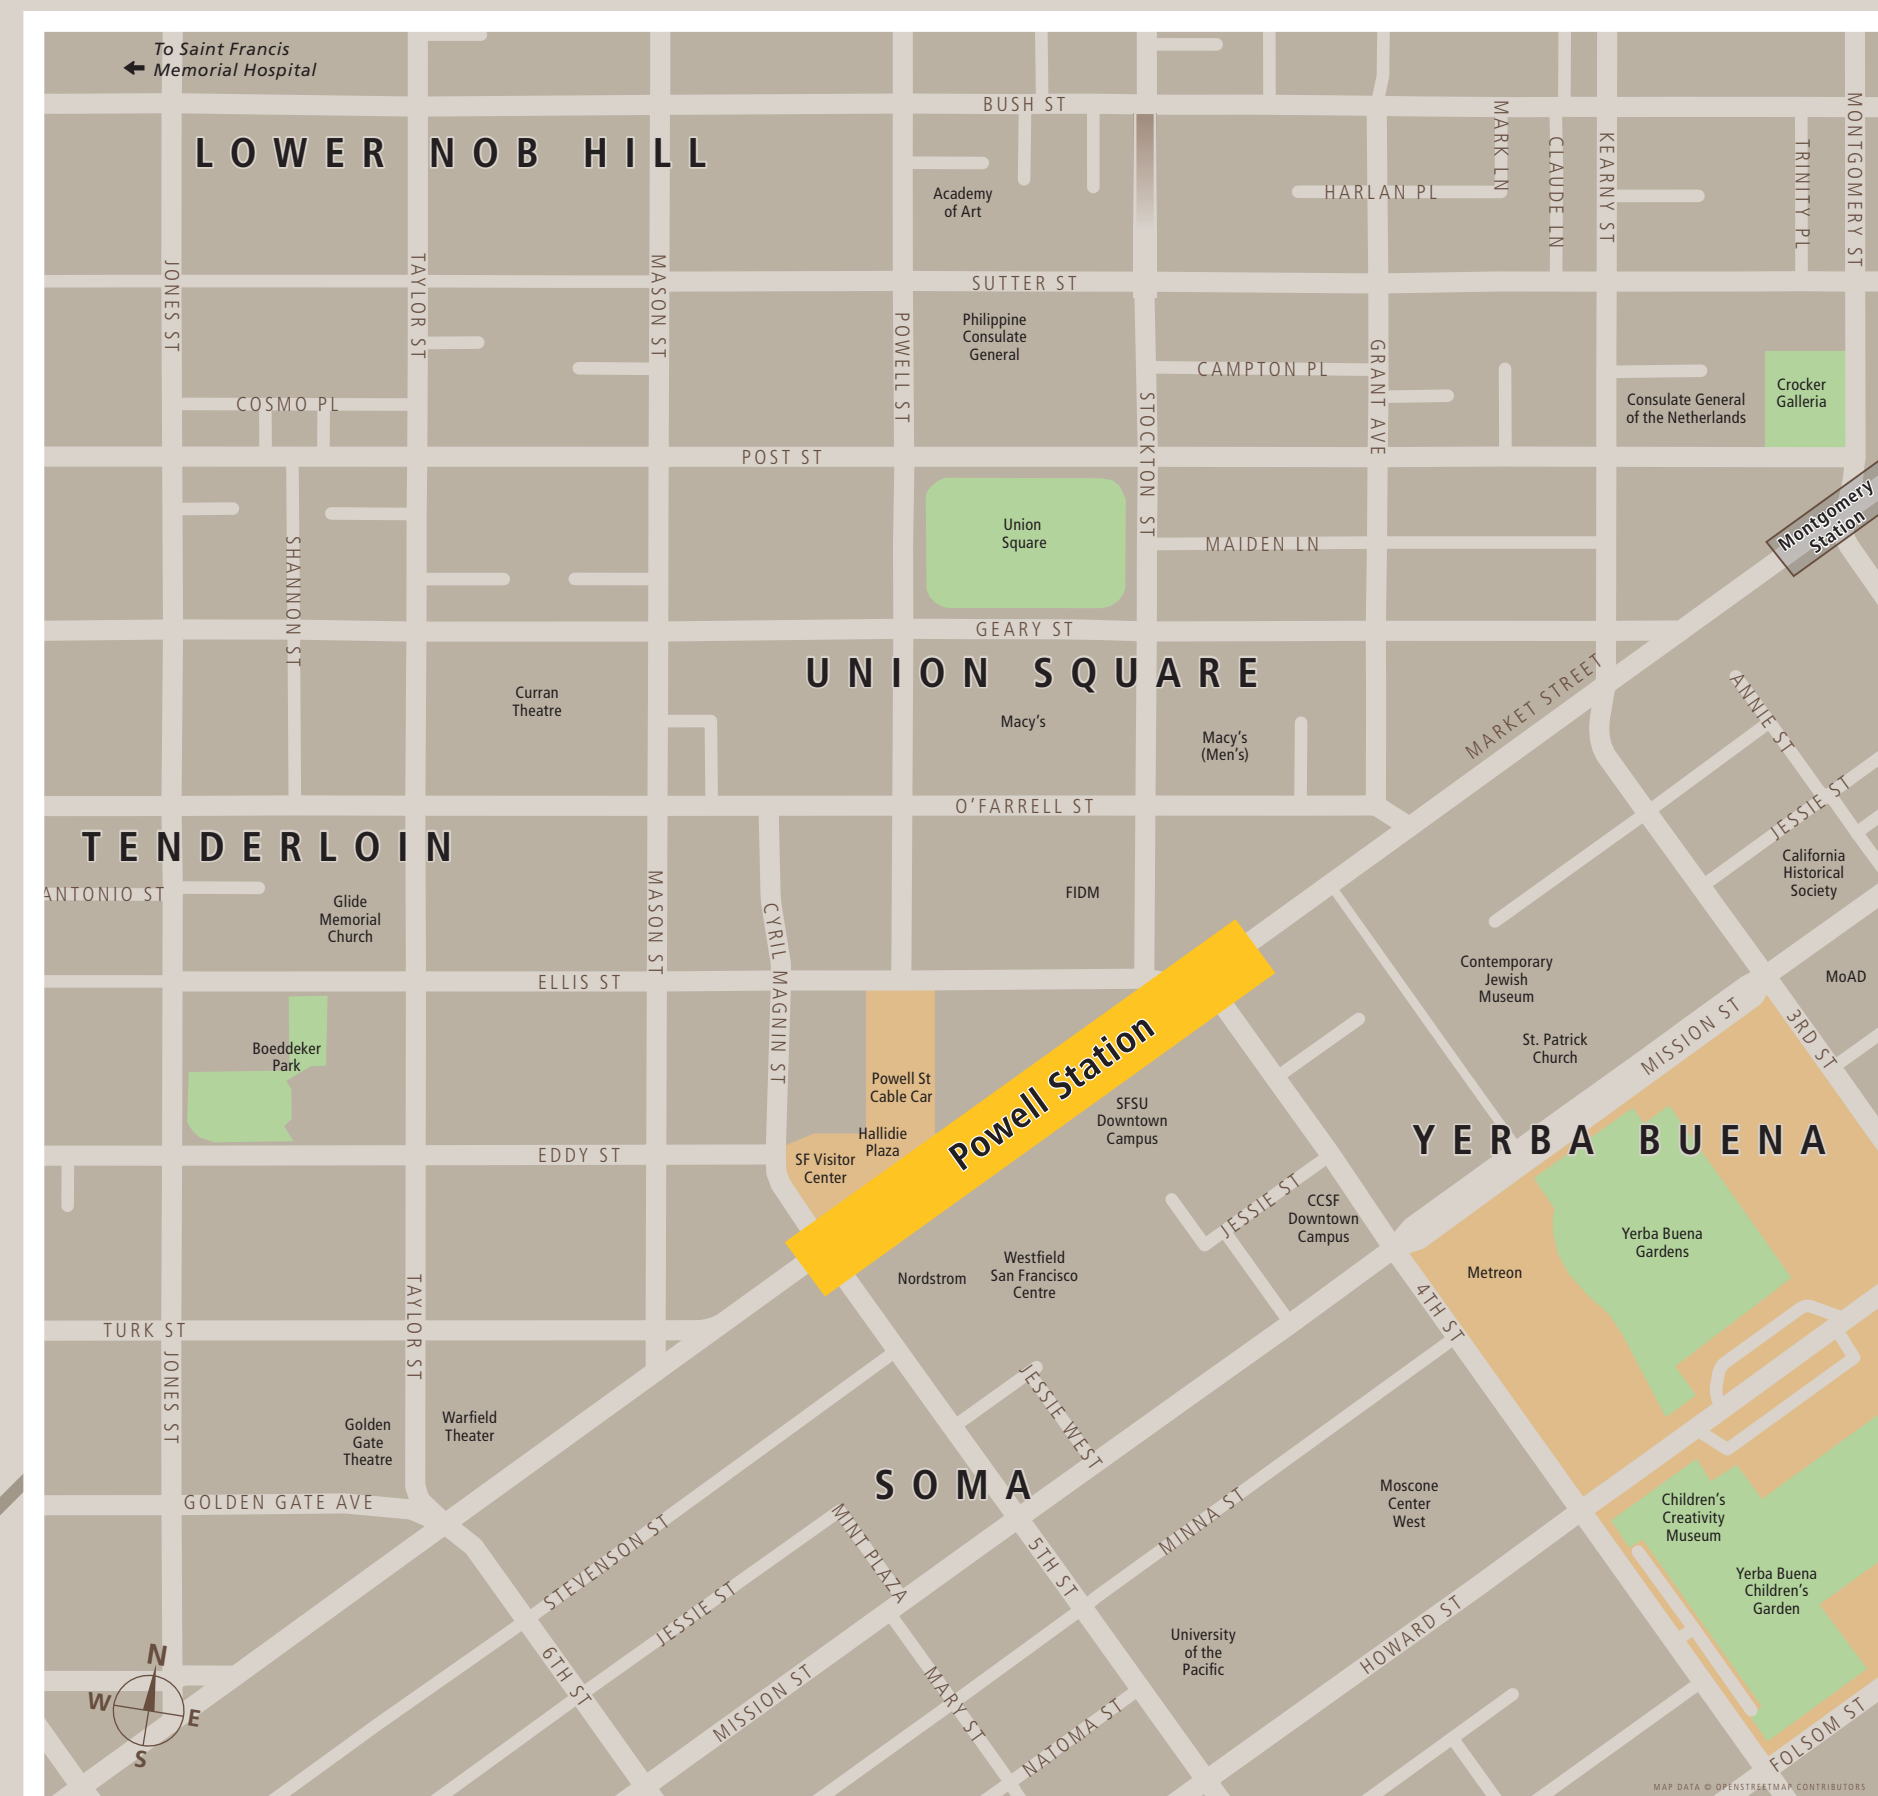 To Saint Francis
Memorial Hospital
BUSH ST
LOWER NOB HILL
MARK LN
CLAUDE LN
KEARNY ST
TRINITY PL
MONTGOMERY ST
Academy
of Art
HARLAN PL
JONES ST
TAYLOR ST
MASON ST
SUTTER ST
POWELL ST
Philippine
Consulate
General
CAMPTON PL
GRANT AVE
STOCKTON ST
COSMO PL
Consulate General
of the Netherlands
Crocker
Galleria
POST ST
Montgomery
Station
Union
Square
MAIDEN LN
SHANNON ST
GEARY ST
UNION SQUARE
MARKET STREET
ANNIE ST
Curran
Theatre
Macy's
Macy's
(Men's)
O'FARRELL ST
JESSIE ST
TENDERLOIN
California
Historical
Society
ANTONIO ST
Glide
Memorial
Church
MASON ST
CYRIL MAGNIN ST
FIDM
ELLIS ST
Contemporary
Jewish
Museum
MoAD
St. Patrick
Church
MISSION ST
3RD ST
Boeddeker
Park
Powell St
Cable Car
Powell Station
SFSU
Downtown
Campus
Hallidie
Plaza
SF Visitor
Center
EDDY ST
YERBA BUENA
JESSIE ST
CCSF
Downtown
Campus
Yerba Buena
Gardens
Metreon
Nordstrom
Westfield
San Francisco
Centre
4TH ST
TURK ST
JONES ST
TAYLOR ST
JESSIE WEST
Golden
Gate
Theatre
Warfield
Theater
SOMA
GOLDEN GATE AVE
Moscone
Center
West
Children's
Creativity
Museum
STEVENSON ST
MINT PLAZA
5TH ST
MINNA ST
JESSIE ST
Yerba Buena
Children's
Garden
HOWARD ST
University
of the
Pacific
6TH ST
MISSION ST
MARY ST
NATOMA ST
FOLSOM ST
N
W
E
S
MAP DATA © OPENSTREETMAP CONTRIBUTORS